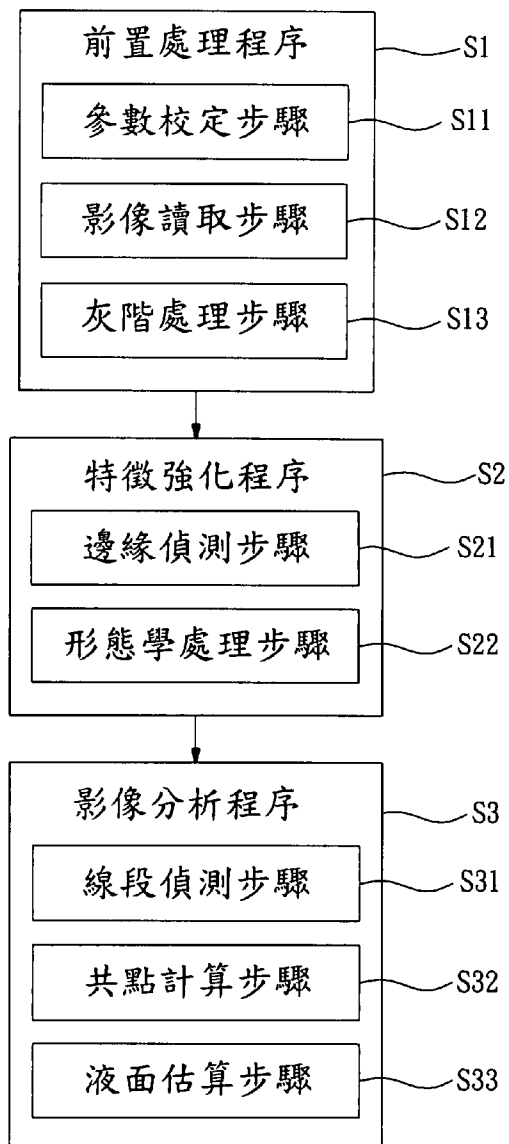 前置處理程序
S1
參數校定步驟
S11
影像讀取步驟
S12
灰階處理步驟
S13
特徵強化程序
S2
邊緣偵測步驟
S21
形態學處理步驟
S22
影像分析程序
S3
線段偵測步驟
S31
共點計算步驟
S32
液面估算步驟
S33